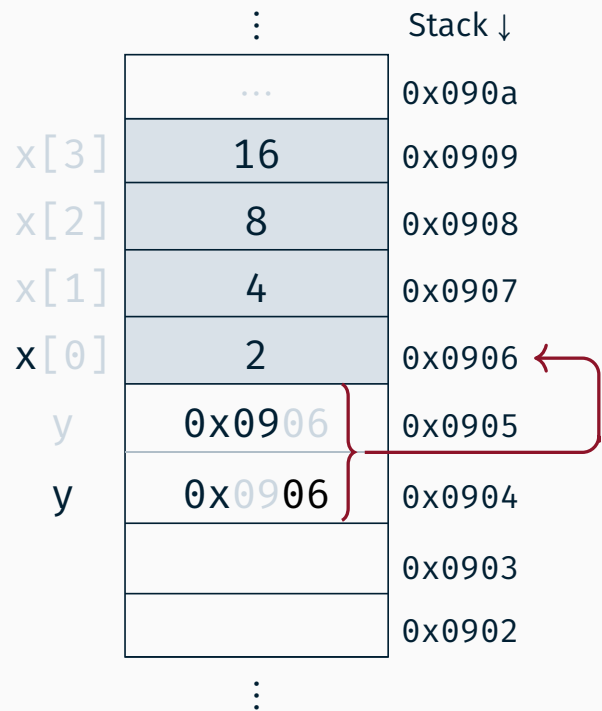 ⋮ Stack ↓
... 0x090a
x[3] 16 0x0909
x[2] 8 0x0908
x[1] 4 0x0907
x[0] 2 0x0906
y 0x0906 0x0905
y 0x0906 0x0904
0x0903
0x0902
⋮